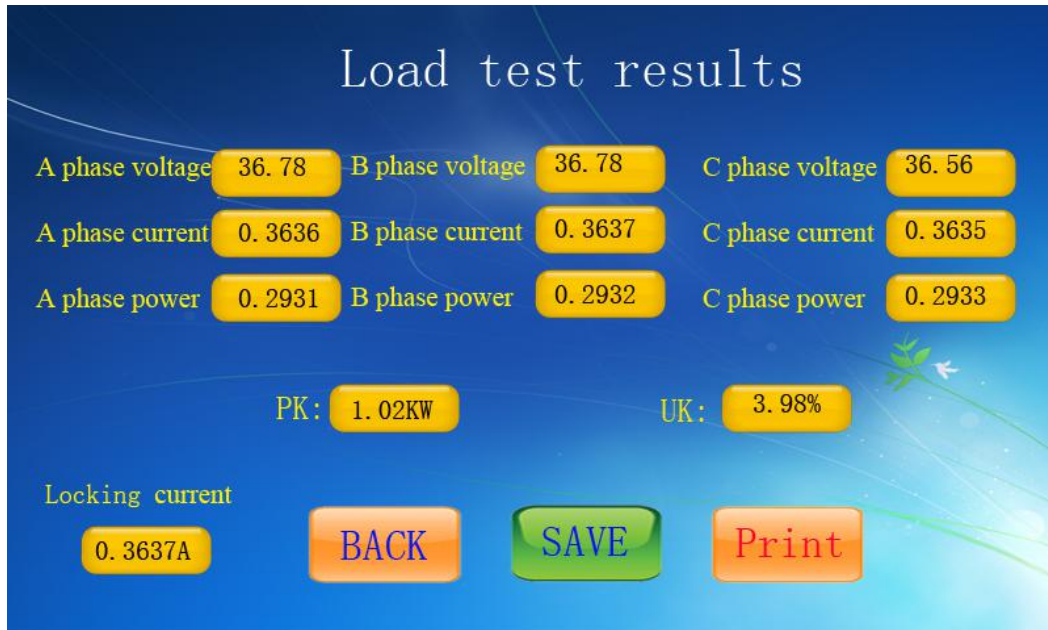 Load test results
A phase voltage 36.78 B phase voltage 36.78 C phase voltage 36.56
A phase current 0.3636 B phase current 0.3637 C phase current 0.3635
A phase power 0.2931 B phase power 0.2932 C phase power 0.2933
PK: 1.02KW UK: 3.98%
Locking current
0.3637A BACK SAVE Print